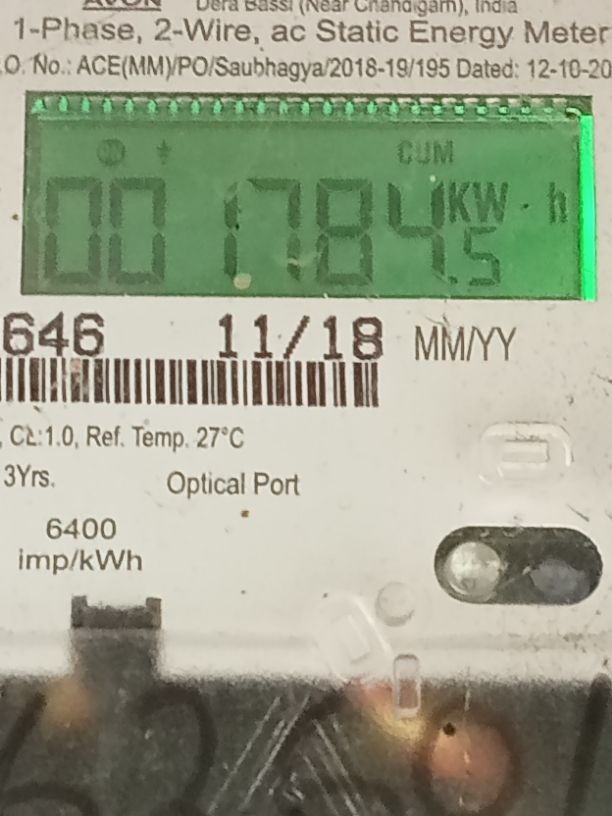 AVON Dera Bassi (Near Chandigarh), India
1-Phase, 2-Wire, ac Static Energy Meter
.O. No.: ACE(MM)/PO/Saubhagya/2018-19/195 Dated: 12-10-20
CUM
001784.5 KW·h
646 11/18 MM/YY
, CL:1.0, Ref. Temp. 27°C
3Yrs. Optical Port
6400
imp/kWh